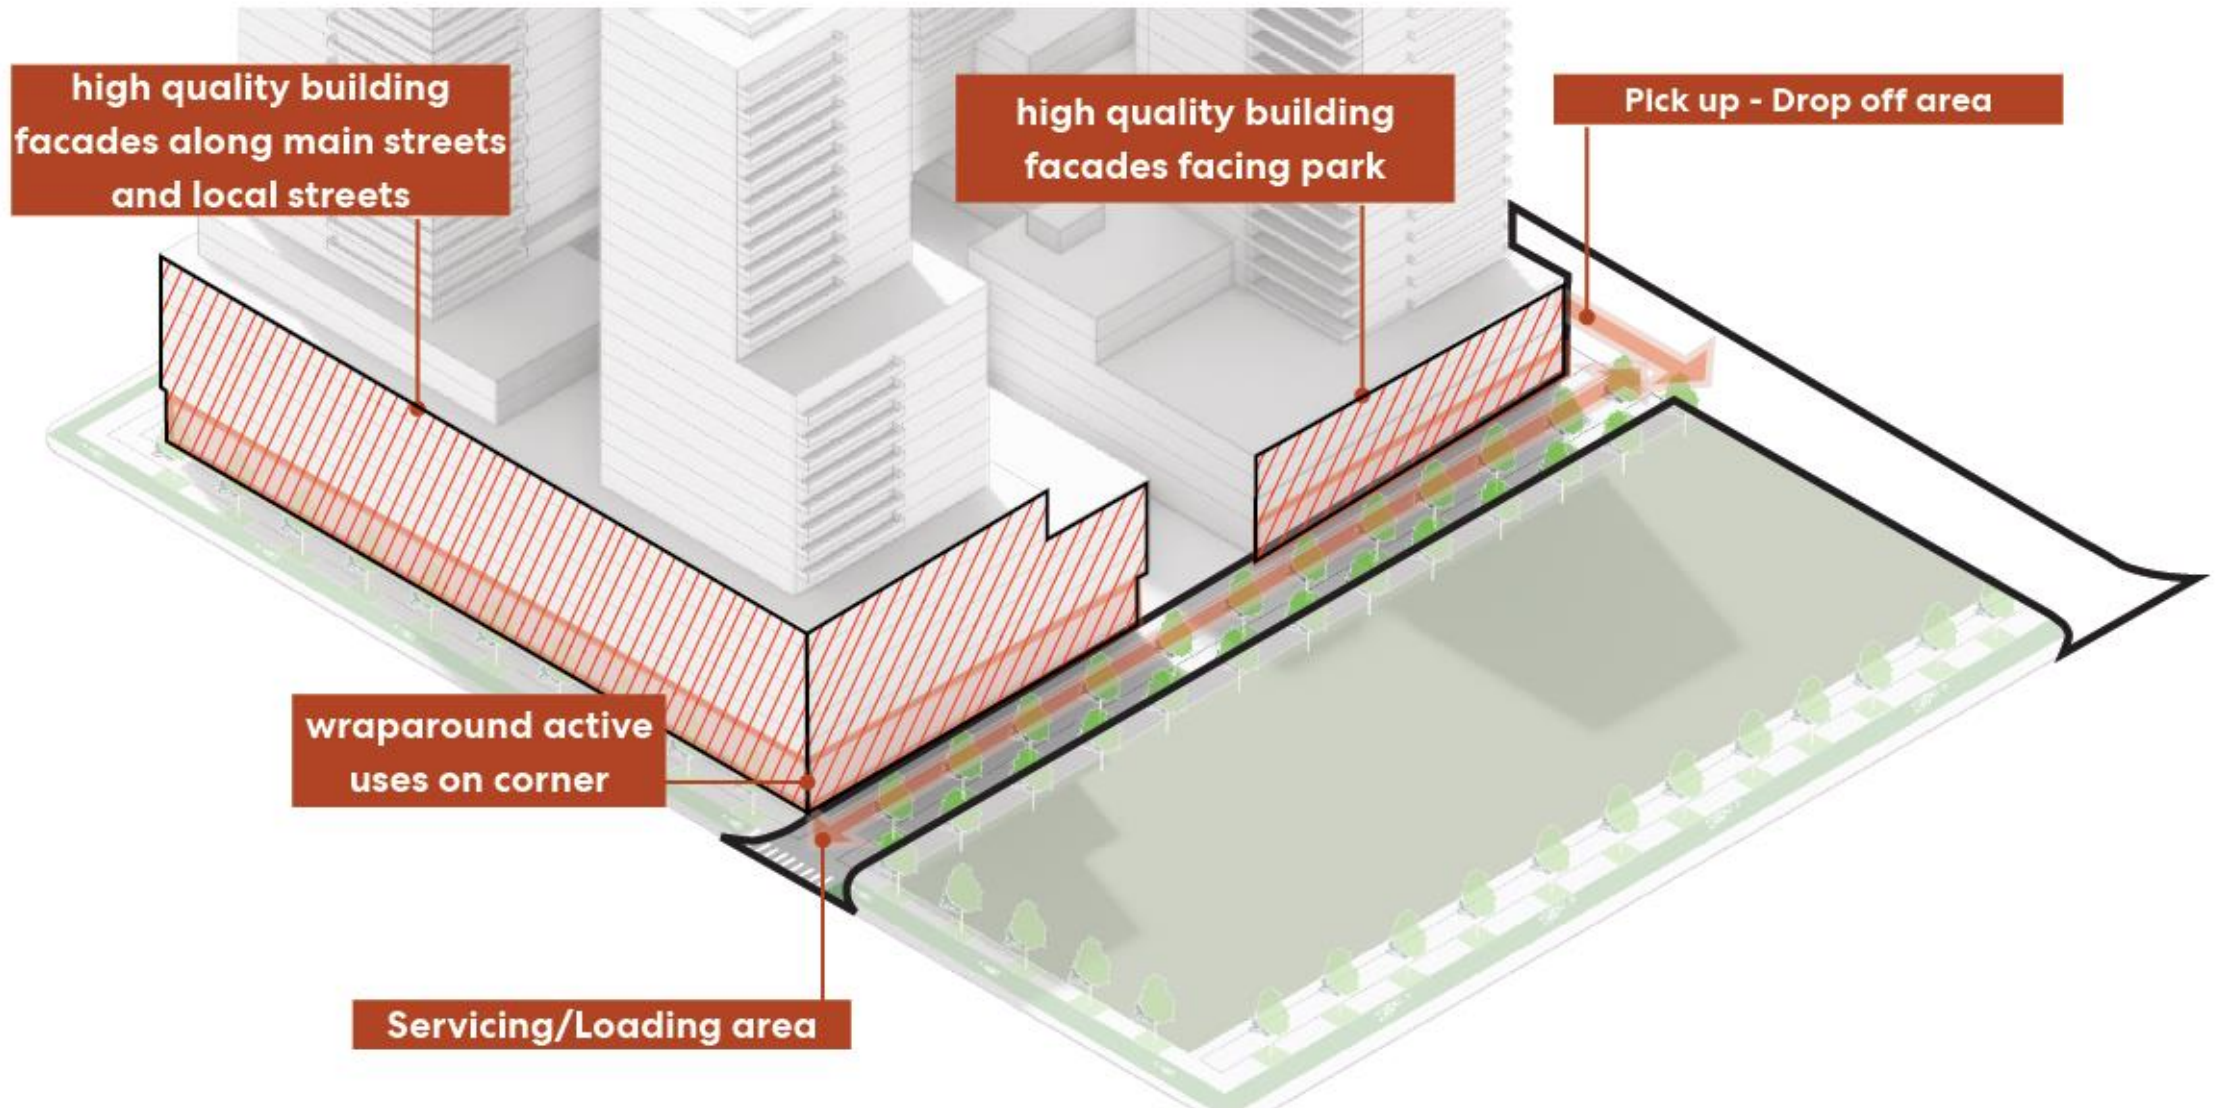 high quality building
facades along main streets
and local streets
high quality building
facades facing park
PIck up - Drop off area
wraparound active
uses on corner
Servicing/Loading area